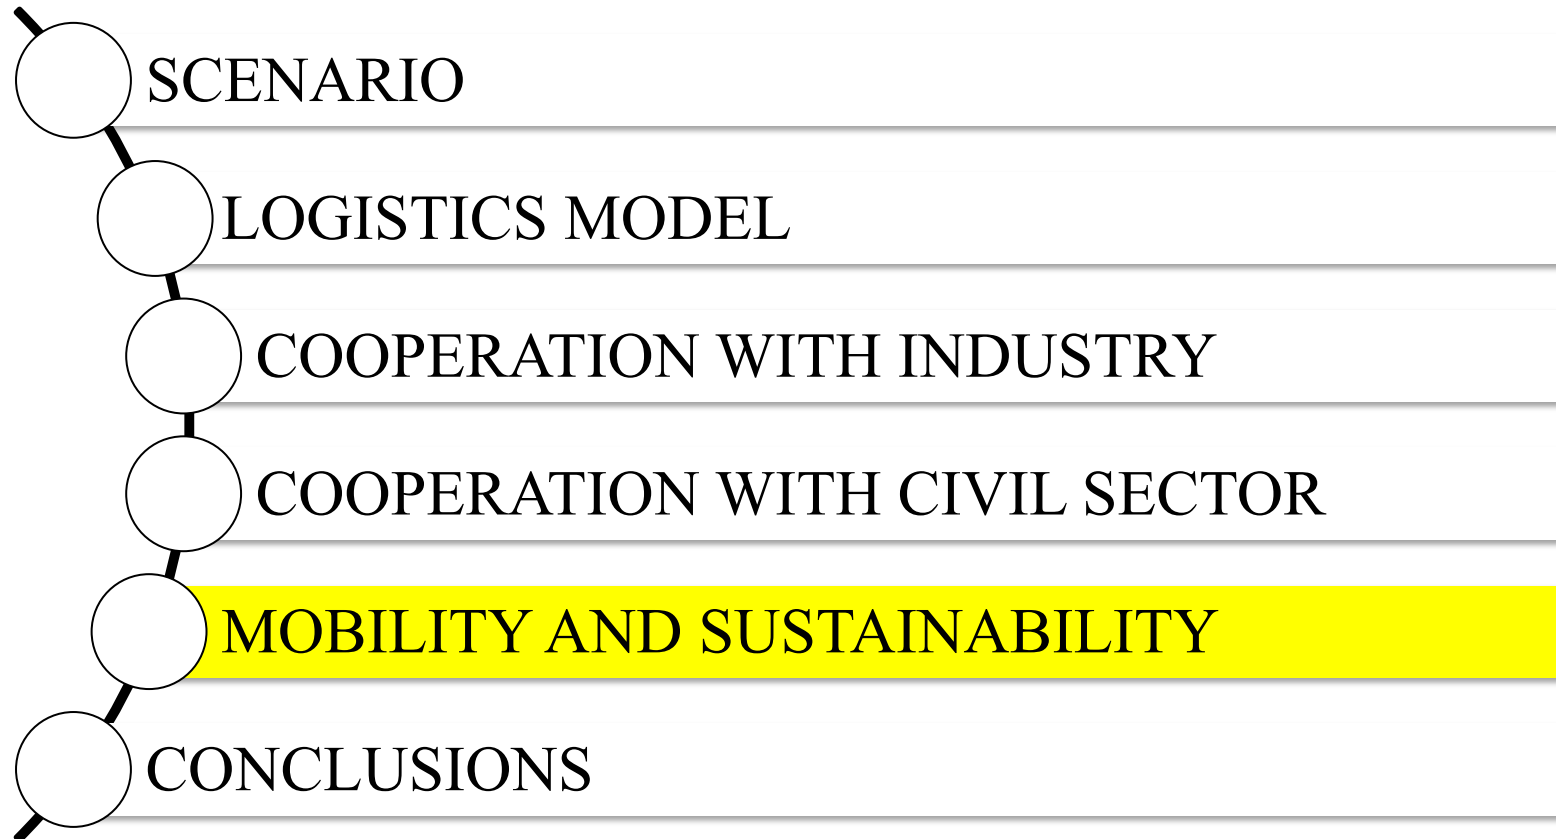 SCENARIO
LOGISTICS MODEL
COOPERATION WITH INDUSTRY
COOPERATION WITH CIVIL SECTOR
MOBILITY AND SUSTAINABILITY
CONCLUSIONS